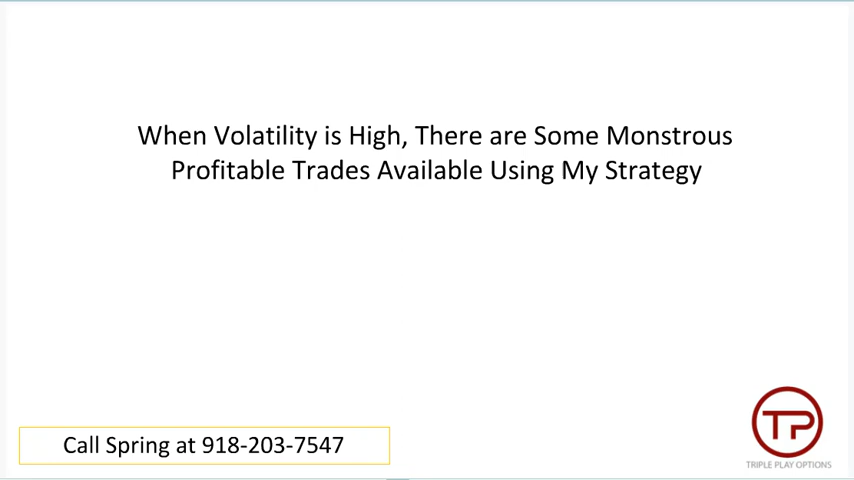 When Volatility is High, There are Some Monstrous
Profitable Trades Available Using My Strategy
Call Spring at 918-203-7547
TP
TRIPLE PLAY OPTIONS